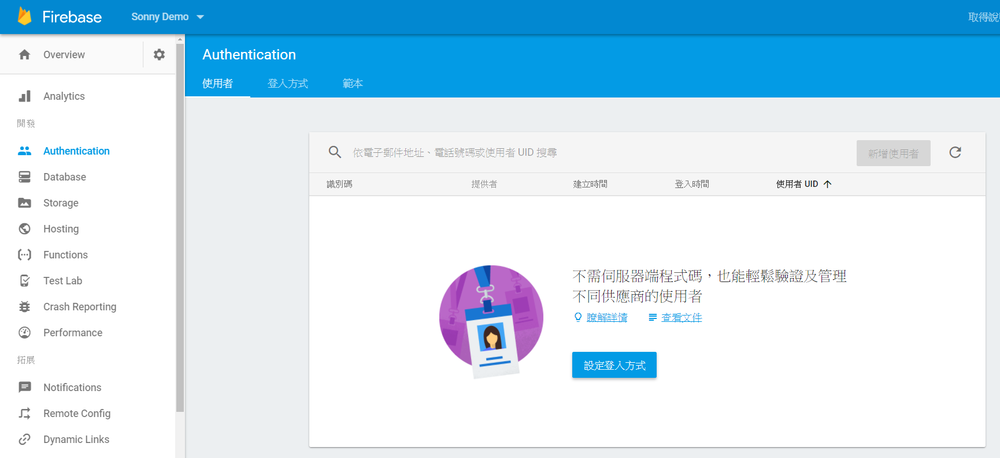 Firebase
Sonny Demo
取得說
Overview
Analytics
開發
Authentication
Database
Storage
Hosting
Functions
Test Lab
Crash Reporting
Performance
拓展
Notifications
Remote Config
Dynamic Links
Authentication
使用者 登入方式 範本
依電子郵件地址、電話號碼或使用者 UID 搜尋 新增使用者
識別碼 提供者 建立時間 登入時間 使用者 UID
不需伺服器端程式碼，也能輕鬆驗證及管理
不同供應商的使用者
瞭解詳情 查看文件
設定登入方式